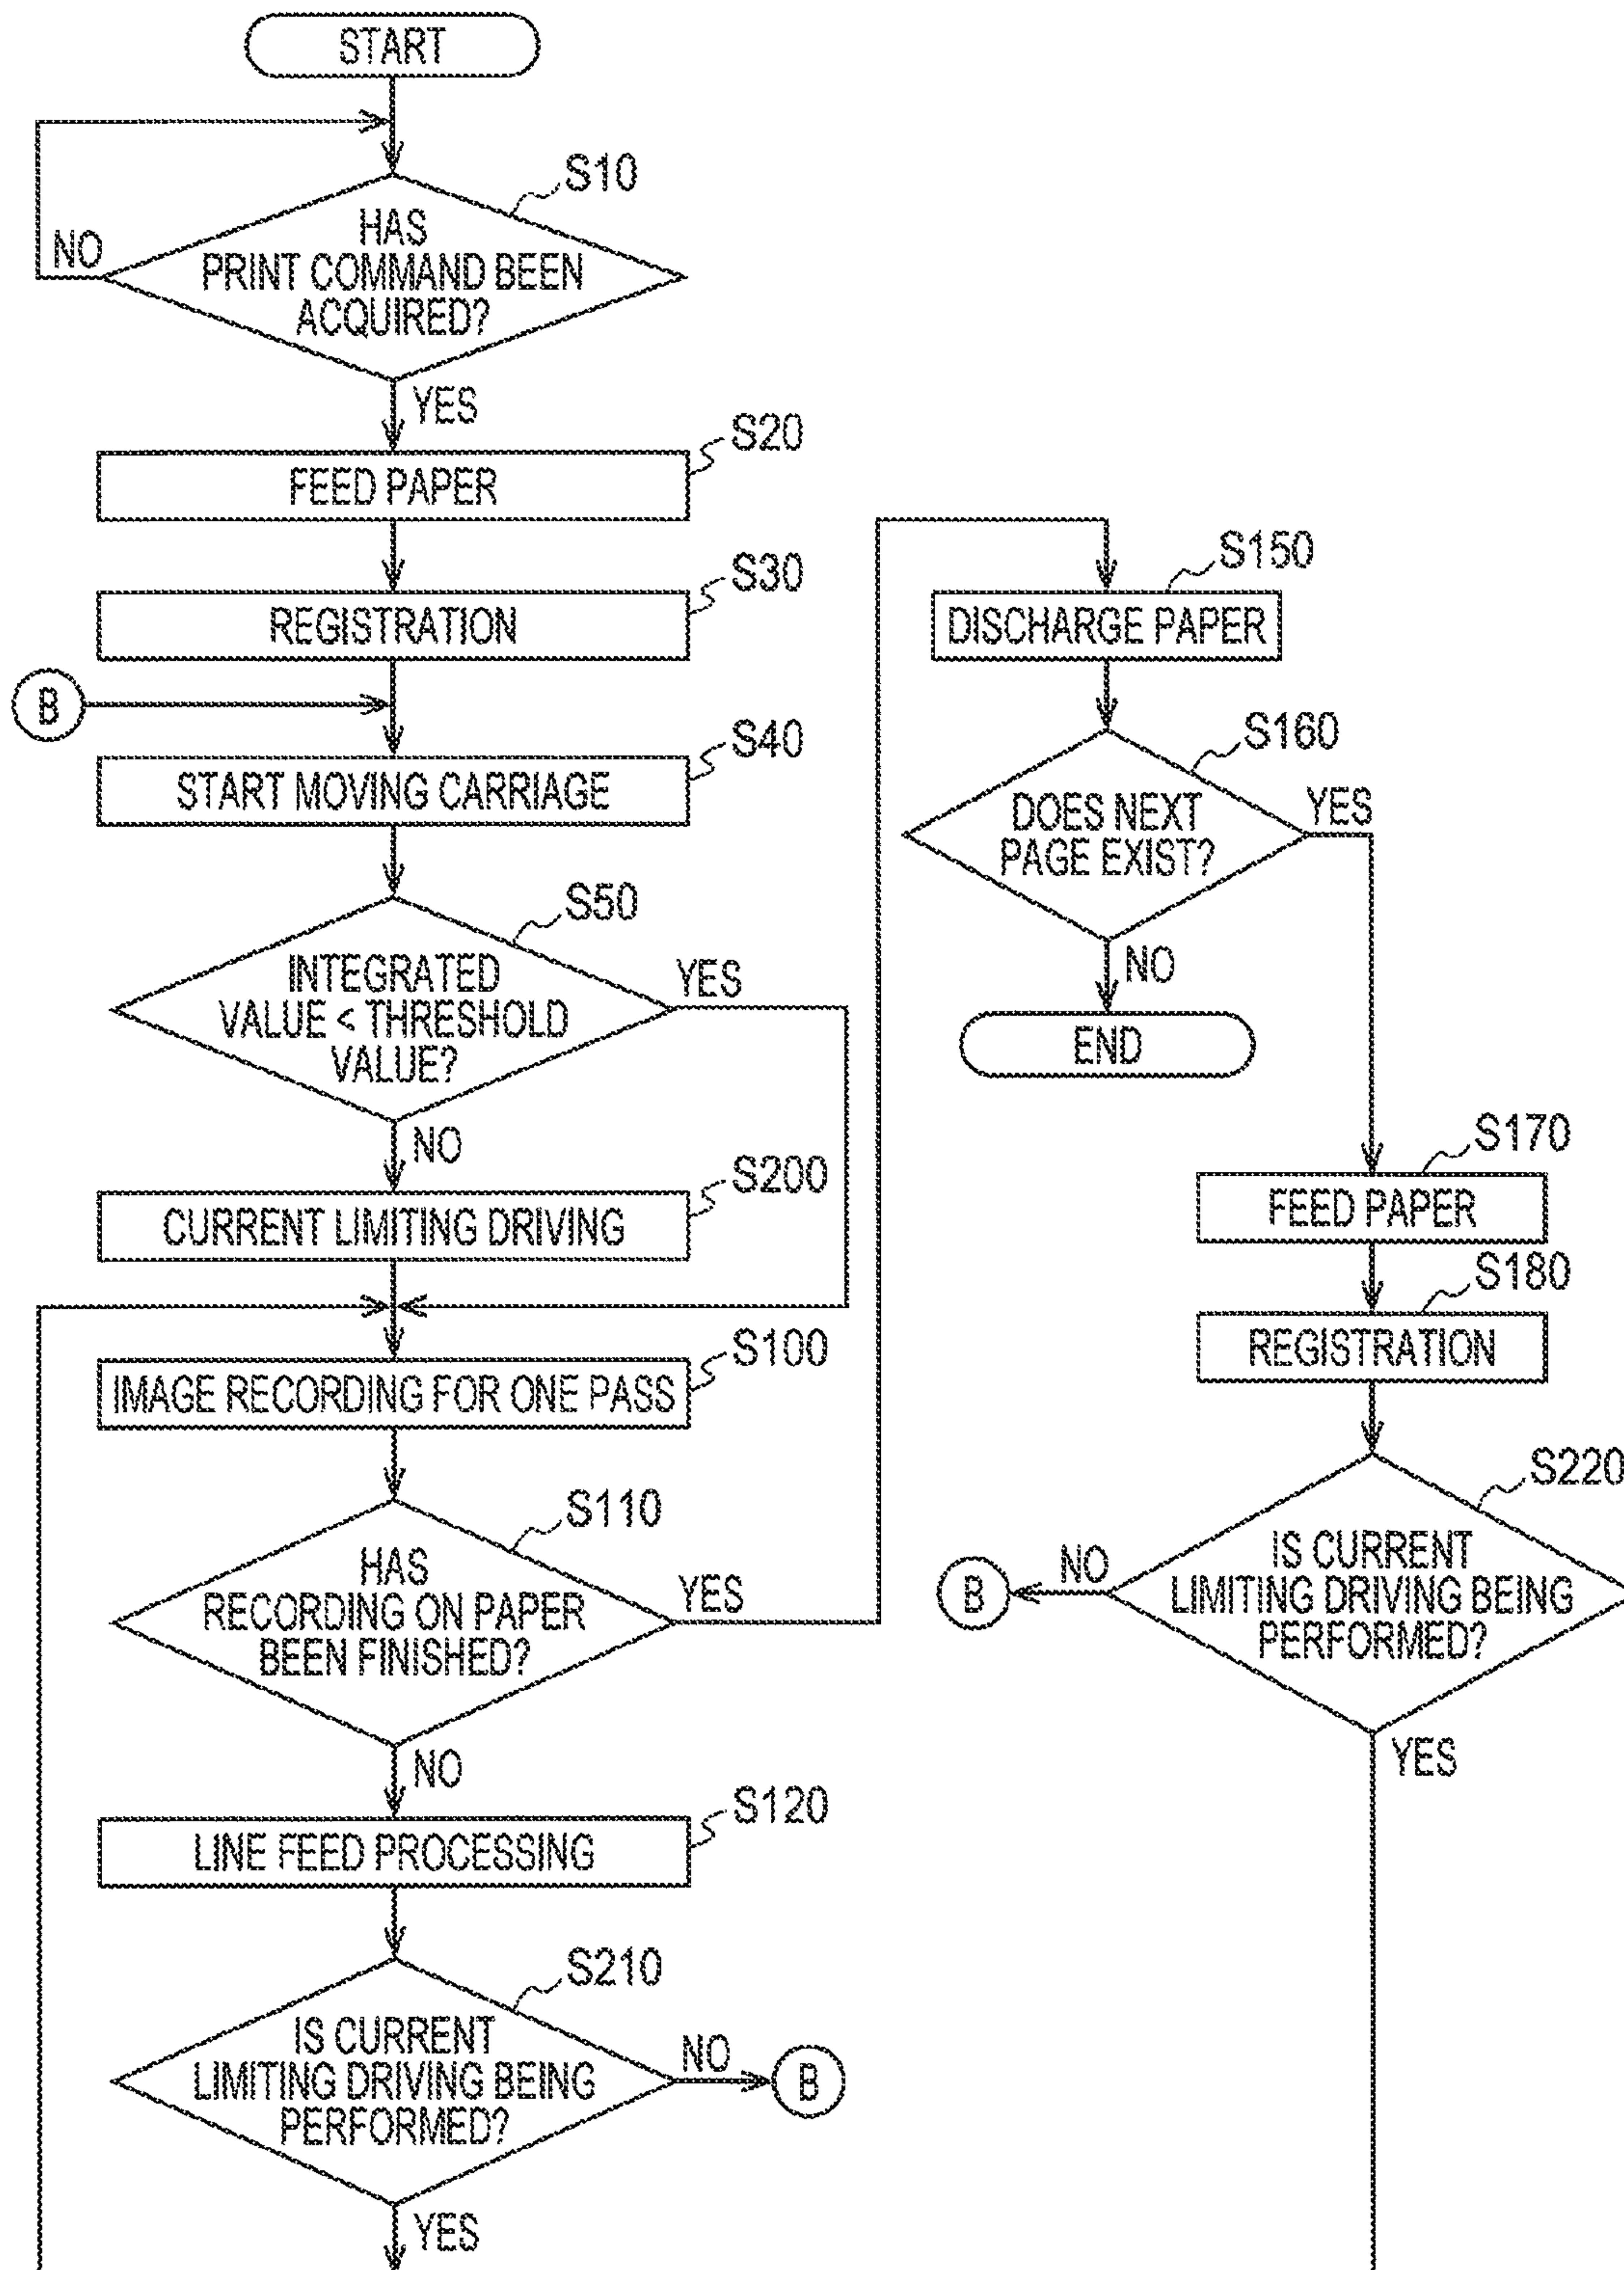 START
S10
HAS
PRINT COMMAND BEEN
ACQUIRED?
NO
YES
S20
FEED PAPER
S30
REGISTRATION
B
S40
START MOVING CARRIAGE
S50
INTEGRATED
VALUE < THRESHOLD
VALUE?
YES
NO
S200
CURRENT LIMITING DRIVING
S100
IMAGE RECORDING FOR ONE PASS
S110
HAS
RECORDING ON PAPER
BEEN FINISHED?
YES
NO
S120
LINE FEED PROCESSING
S210
IS CURRENT
LIMITING DRIVING BEING
PERFORMED?
NO
B
YES
S150
DISCHARGE PAPER
S160
DOES NEXT
PAGE EXIST?
YES
NO
END
S170
FEED PAPER
S180
REGISTRATION
S220
IS CURRENT
LIMITING DRIVING BEING
PERFORMED?
NO
B
YES